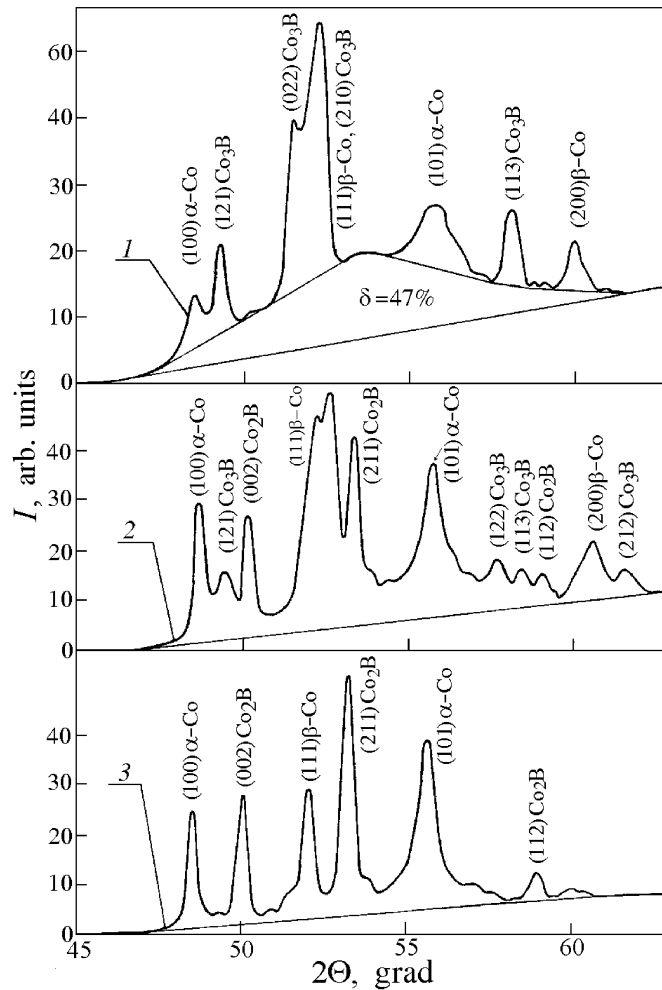 I, arb. units
60
50
40
30
20
10
0
(100) α-Co
(121) Co3B
(022) Co3B
(111) β-Co, (210) Co3B
(101) α-Co
(113) Co3B
(200) β-Co
1
δ = 47%
40
30
20
10
0
(100) α-Co
(121) Co3B
(002) Co2B
(111) β-Co
(211) Co2B
(101) α-Co
(122) Co3B
(113) Co3B
(112) Co2B
(200) β-Co
(212) Co3B
2
40
30
20
10
0
(100) α-Co
(002) Co2B
(111) β-Co
(211) Co2B
(101) α-Co
(112) Co2B
3
45
50
55
60
2Θ, grad